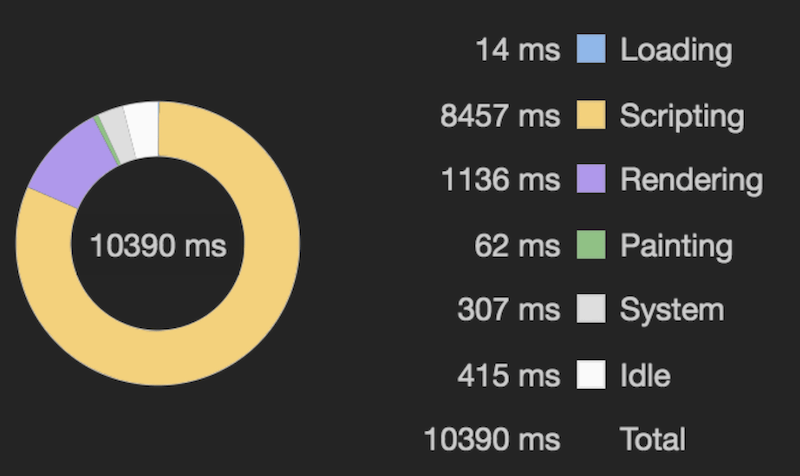 14 ms Loading
8457 ms Scripting
1136 ms Rendering
10390 ms
62 ms Painting
307 ms System
415 ms Idle
10390 ms Total